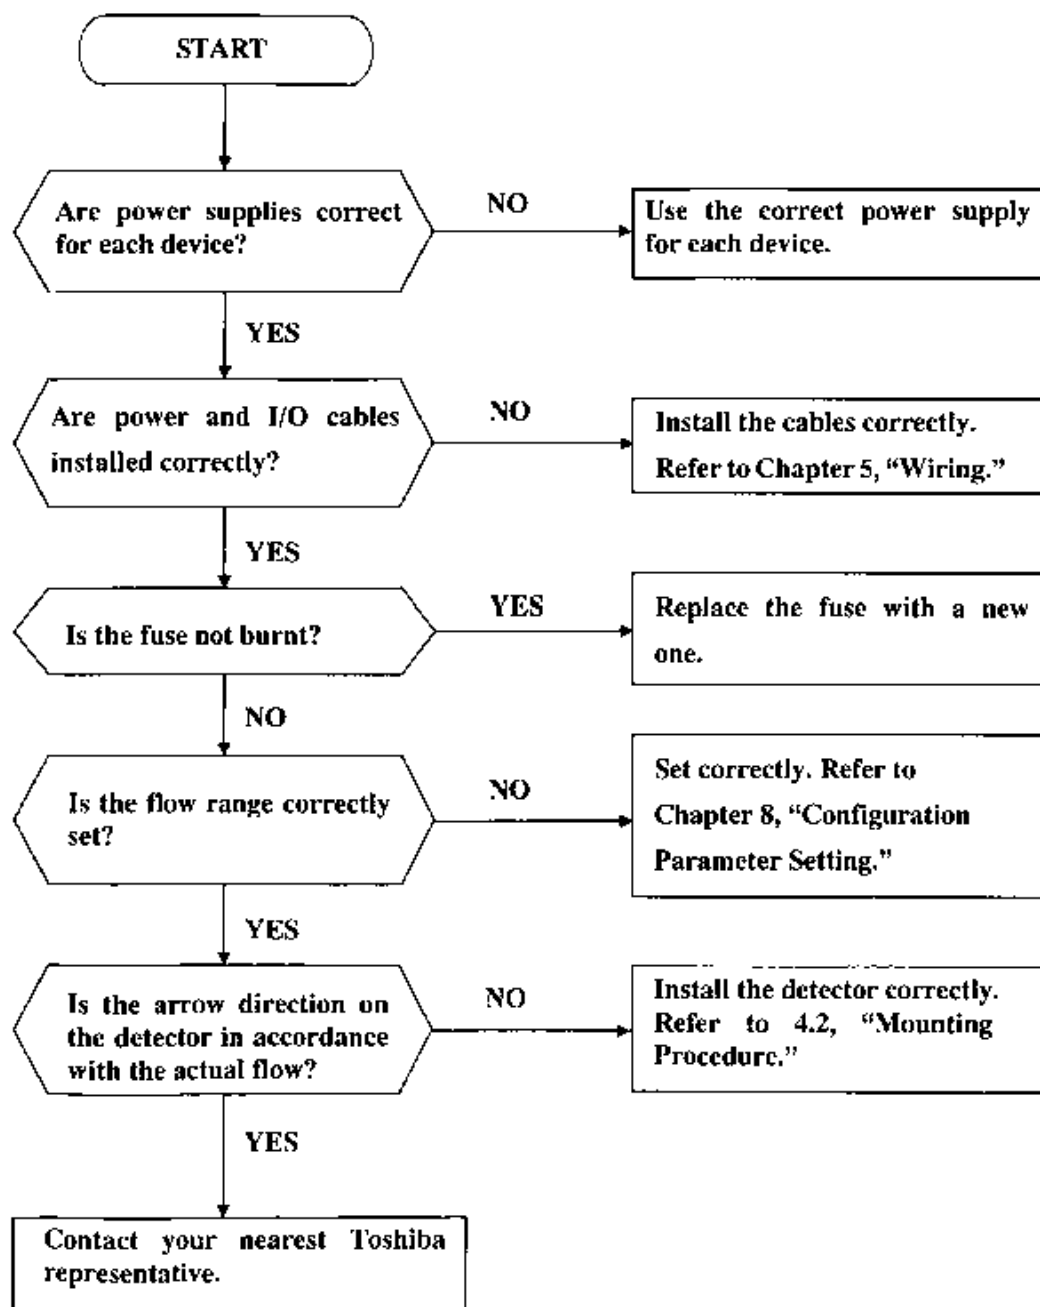 START
Are power supplies correct
for each device?
NO
Use the correct power supply
for each device.
YES
Are power and I/O cables
installed correctly?
NO
Install the cables correctly.
Refer to Chapter 5, “Wiring.”
YES
Is the fuse not burnt?
YES
Replace the fuse with a new
one.
NO
Is the flow range correctly
set?
NO
Set correctly. Refer to
Chapter 8, “Configuration
Parameter Setting.”
YES
Is the arrow direction on
the detector in accordance
with the actual flow?
NO
Install the detector correctly.
Refer to 4.2, “Mounting
Procedure.”
YES
Contact your nearest Toshiba
representative.